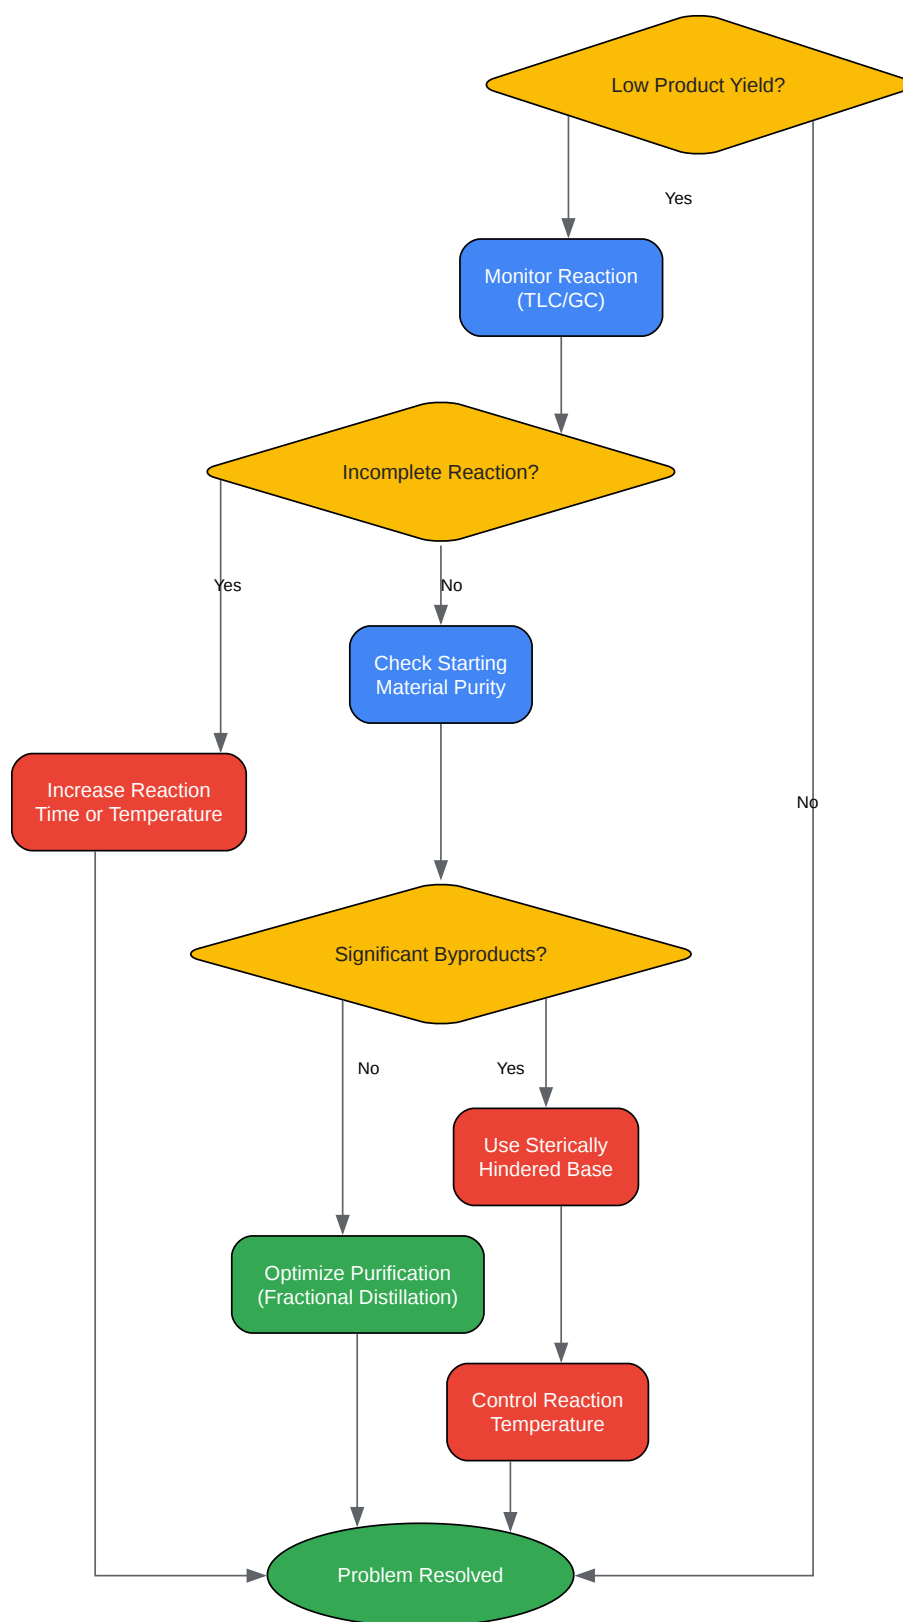 Low Product Yield?
Yes
Monitor Reaction
(TLC/GC)
Incomplete Reaction?
Yes
No
Check Starting
Material Purity
Increase Reaction
Time or Temperature
No
Significant Byproducts?
No
Yes
Use Sterically
Hindered Base
Optimize Purification
(Fractional Distillation)
Control Reaction
Temperature
Problem Resolved